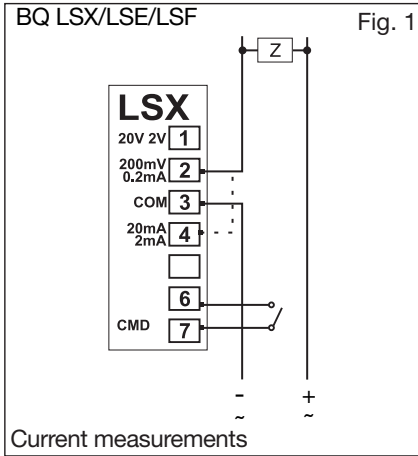 BQ LSX/LSE/LSF
Fig. 1
Z
LSX
20V 2V 1
200mV
0.2mA 2
COM 3
20mA
2mA 4
6
CMD 7
- +
~ ~
Current measurements